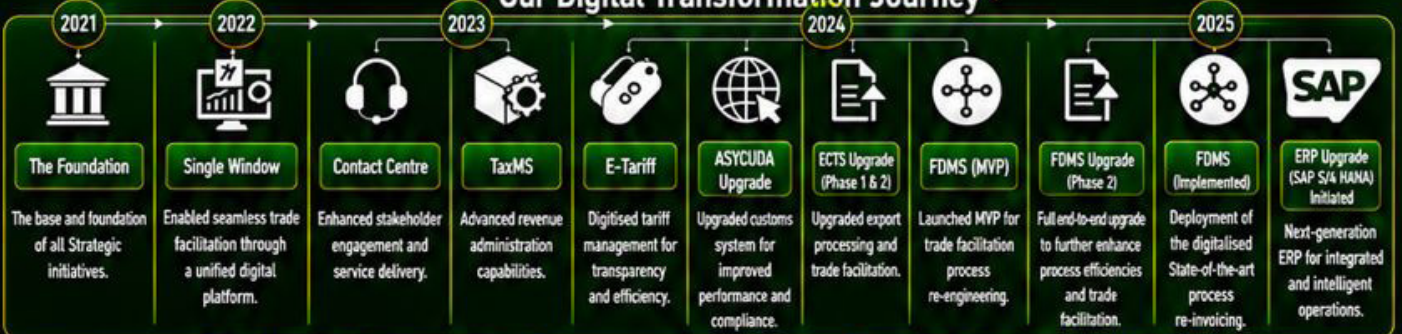 Our Digital Transformation Journey
2021
2022
2023
2024
2025
The Foundation
The base and foundation
of all Strategic
initiatives.
Single Window
Enabled seamless trade
facilitation through
a unified digital
platform.
Contact Centre
Enhanced stakeholder
engagement and
service delivery.
TaxMS
Advanced revenue
administration
capabilities.
E-Tariff
Digitised tariff
management for
transparency
and efficiency.
ASYCUDA
Upgrade
Upgraded customs
system for
improved
performance and
compliance.
ECTS Upgrade
(Phase 1 & 2)
Upgraded export
processing and
trade facilitation.
FDMS (MVP)
Launched MVP for
trade facilitation
process
re-engineering.
FDMS Upgrade
(Phase 2)
Full end-to-end upgrade
to further enhance
process efficiencies
and trade
facilitation.
FDMS
(Implemented)
Deployment of
the digitalised
State-of-the-art
process
re-invoicing.
SAP
ERP Upgrade
(SAP S/4 HANA)
Initiated
Next-generation
ERP for integrated
and intelligent
operations.